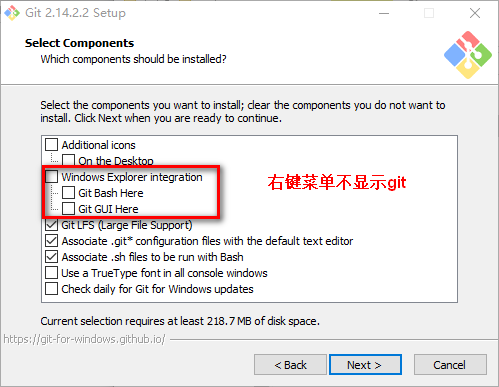 Git 2.14.2.2 Setup
Select Components
Which components should be installed?
Select the components you want to install; clear the components you do not want to
install. Click Next when you are ready to continue.
Additional icons
On the Desktop
Windows Explorer integration
右键菜单不显示git
Git Bash Here
Git GUI Here
Git LFS (Large File Support)
Associate .git* configuration files with the default text editor
Associate .sh files to be run with Bash
Use a TrueType font in all console windows
Check daily for Git for Windows updates
Current selection requires at least 218.7 MB of disk space.
https://git-for-windows.github.io/
< Back
Next >
Cancel